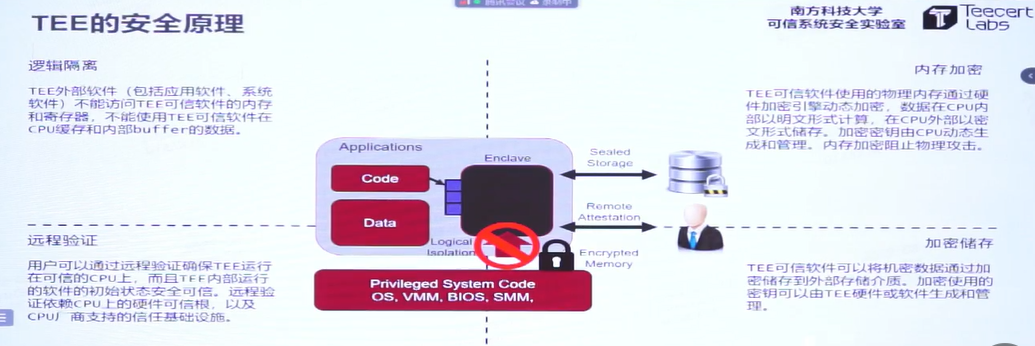 腾讯会议
TEE的安全原理
南方科技大学
可信系统安全实验室
Teecert
Labs
逻辑隔离
TEE外部软件（包括应用软件、系统
软件）不能访问TEE可信软件的内存
和寄存器，不能使用TEE可信软件在
CPU缓存和内部buffer的数据。
内存加密
TEE可信软件使用的物理内存通过硬
件加密引擎动态加密，数据在CPU内
部以明文形式计算，在CPU外部以密
文形式储存。加密密钥由CPU动态生
成和管理。内存加密阻止物理攻击。
Applications
Code
Data
Enclave
Logical
Isolation
Sealed
Storage
Remote
Attestation
Encrypted
Memory
Privileged System Code
OS, VMM, BIOS, SMM,
远程验证
用户可以通过远程验证确保TEE运行
在可信的CPU上，而且TEE内部运行
的软件的初始状态安全可信。远程验
证依赖CPU上的硬件可信根，以及
CPU厂商支持的信任基础设施。
加密储存
TEE可信软件可以将机密数据通过加
密储存到外部存储介质。加密使用的
密钥可以由TEE硬件或软件生成和管
理。